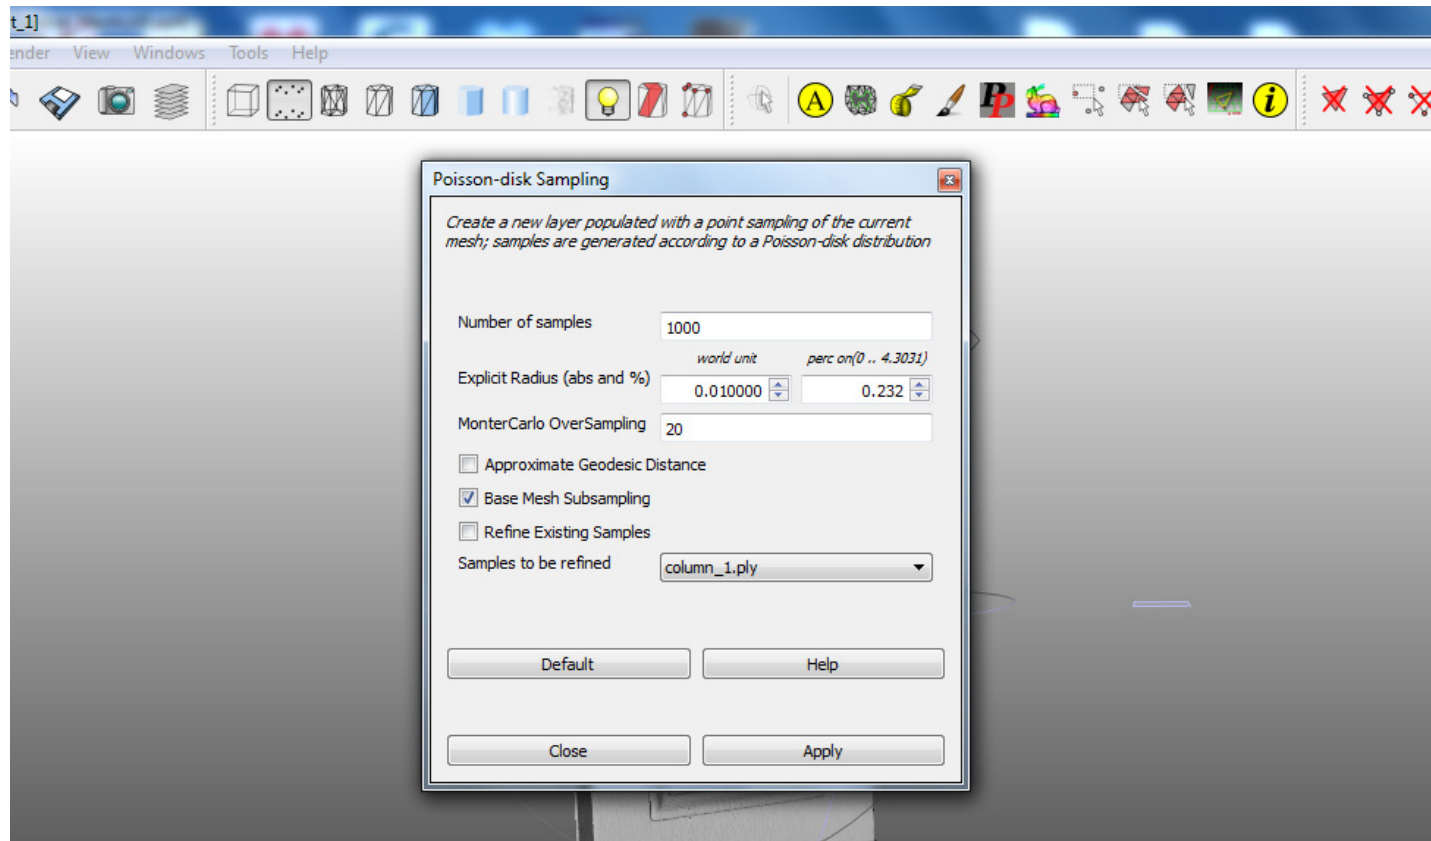 t_1]
ender View Windows Tools Help
A Pp i
Poisson-disk Sampling
Create a new layer populated with a point sampling of the current
mesh; samples are generated according to a Poisson-disk distribution
Number of samples 1000
world unit perc on(0 .. 4.3031)
Explicit Radius (abs and %) 0.010000 0.232
MonterCarlo OverSampling 20
Approximate Geodesic Distance
Base Mesh Subsampling
Refine Existing Samples
Samples to be refined column_1.ply
Default Help
Close Apply